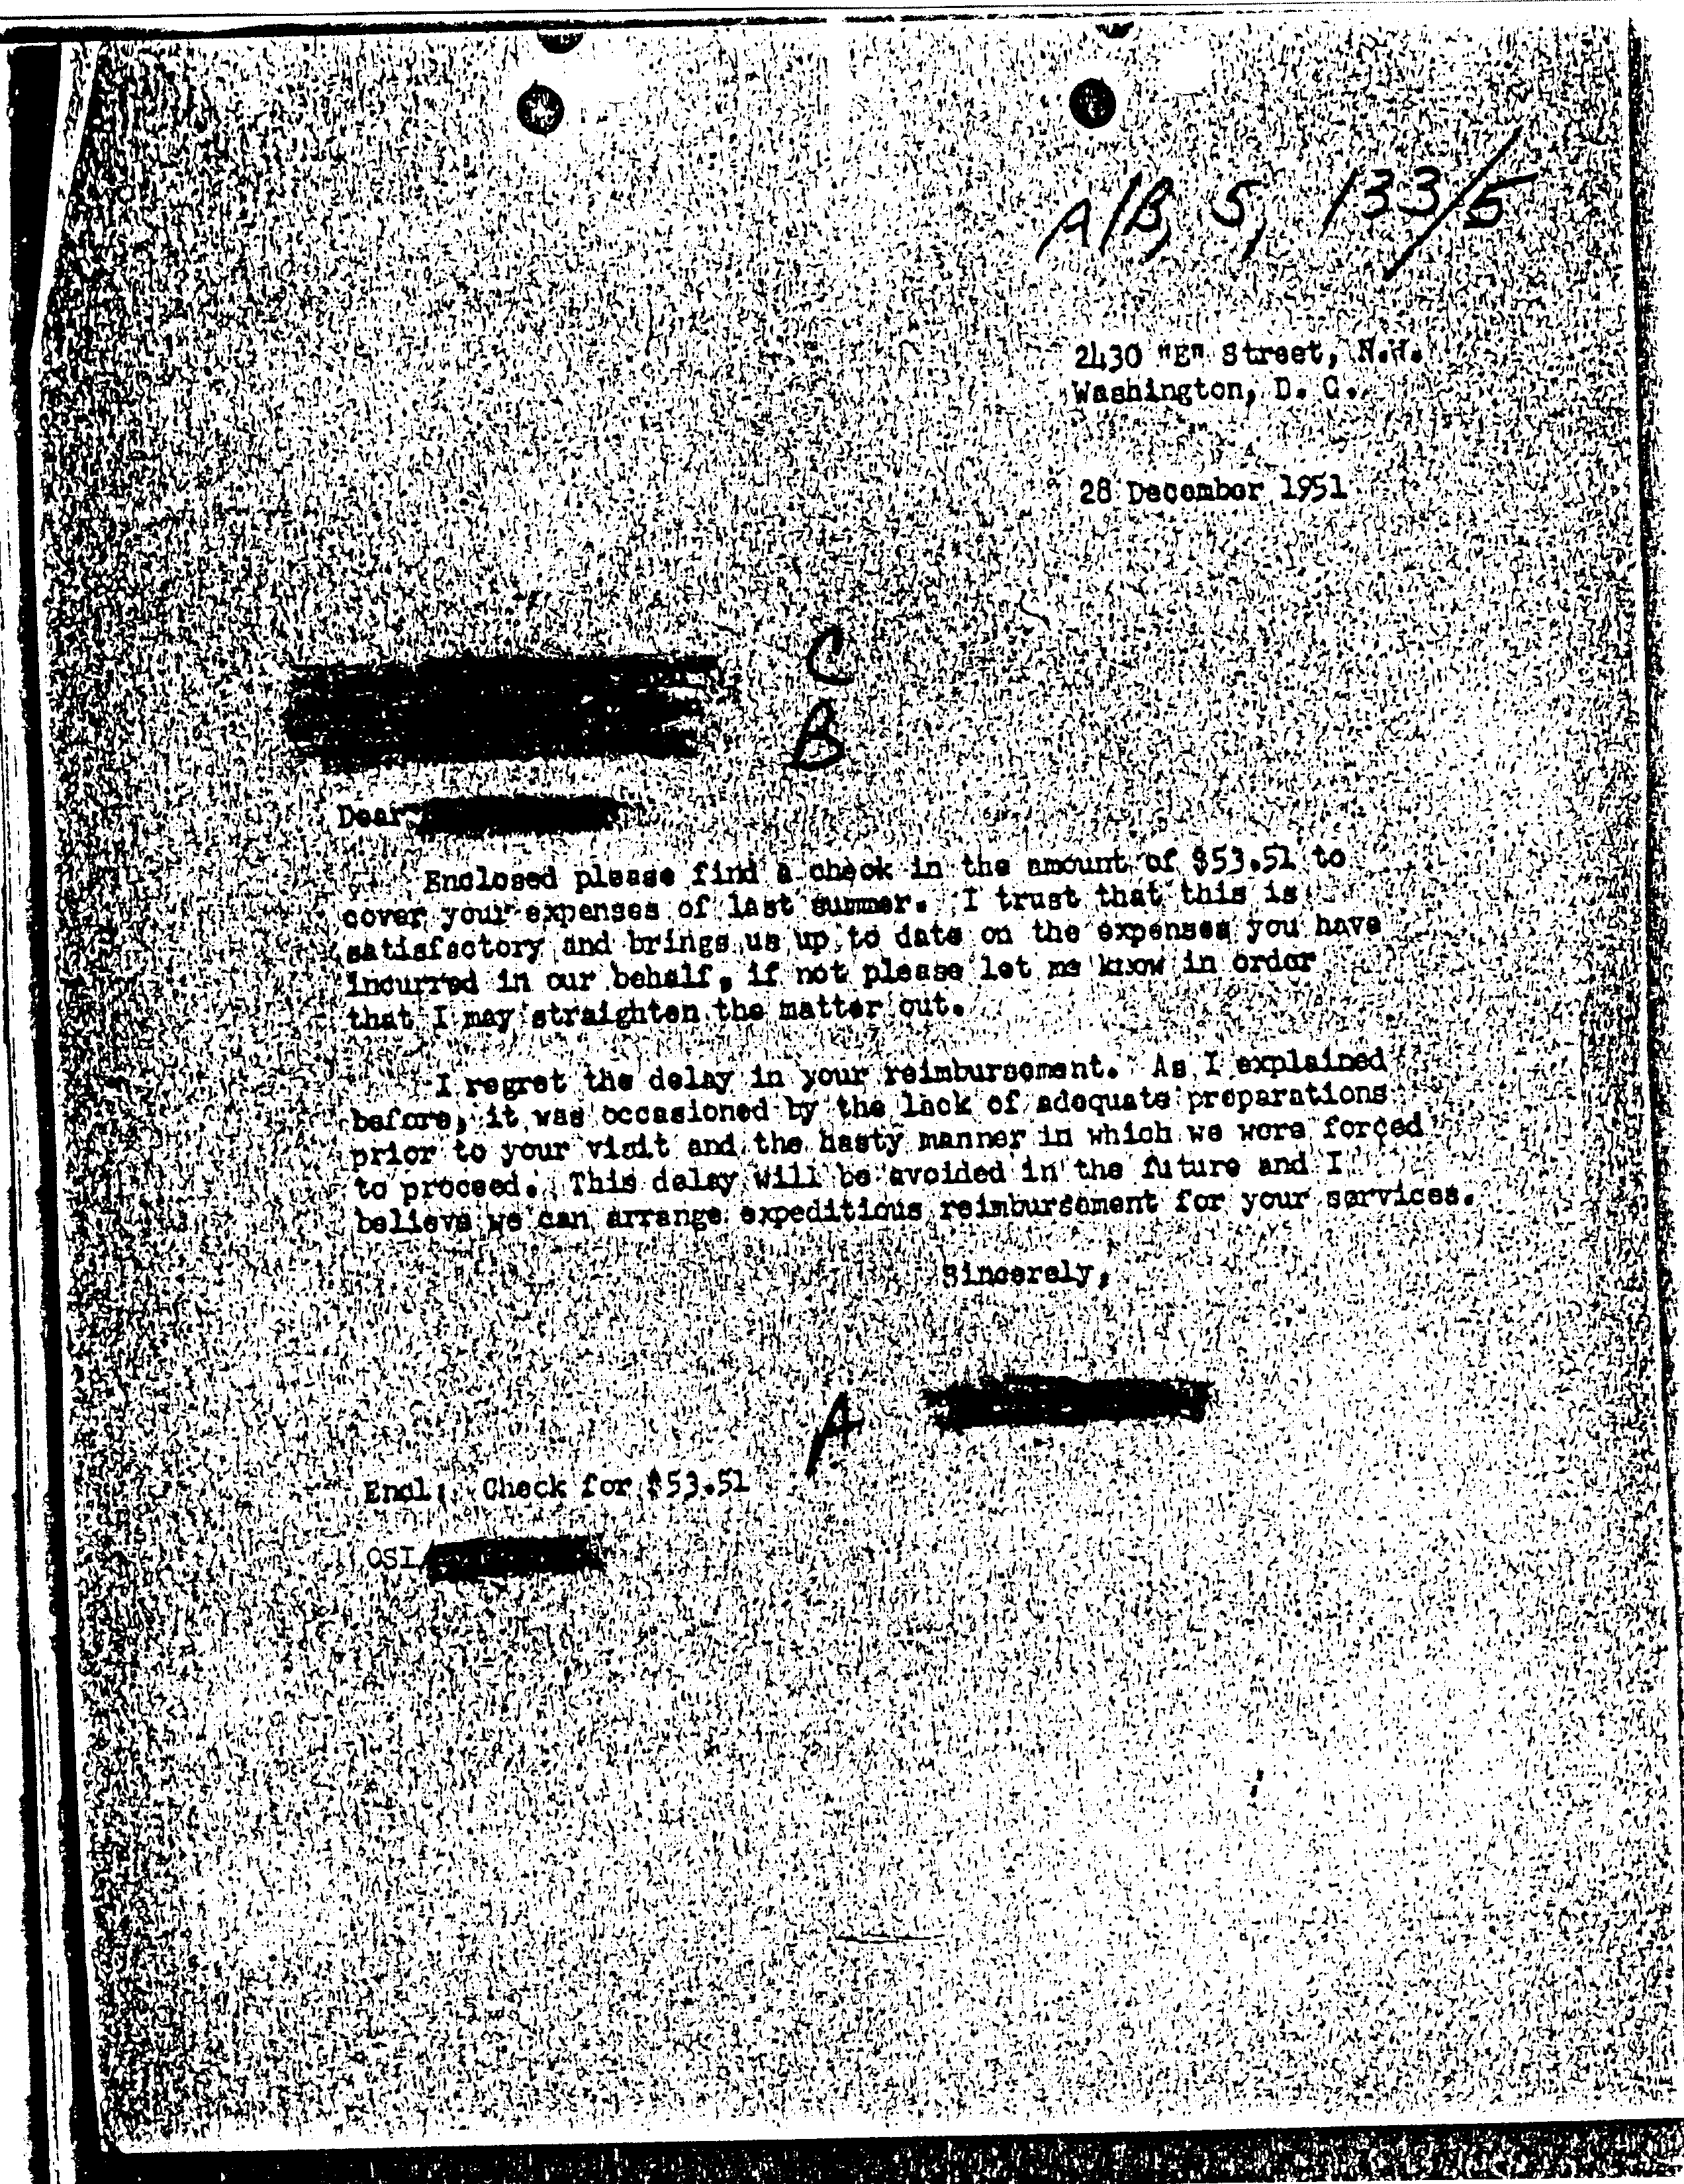 A/B, 5, 133/5
2430 "E" Street, N.W.
Washington, D. C.
28 December 1951
C
B
Dear
Enclosed please find a check in the amount of $53.51 to
cover your expenses of last summer. I trust that this is
satisfactory and brings us up to date on the expenses you have
incurred in our behalf, if not please let me know in order
that I may straighten the matter out.
I regret the delay in your reimbursement. As I explained
before, it was occasioned by the lack of adequate preparations
prior to your visit and the hasty manner in which we were forced
to proceed. This delay will be avoided in the future and I
believe we can arrange expeditious reimbursement for your services.
Sincerely,
A
Encl: Check for $53.51
OSI/